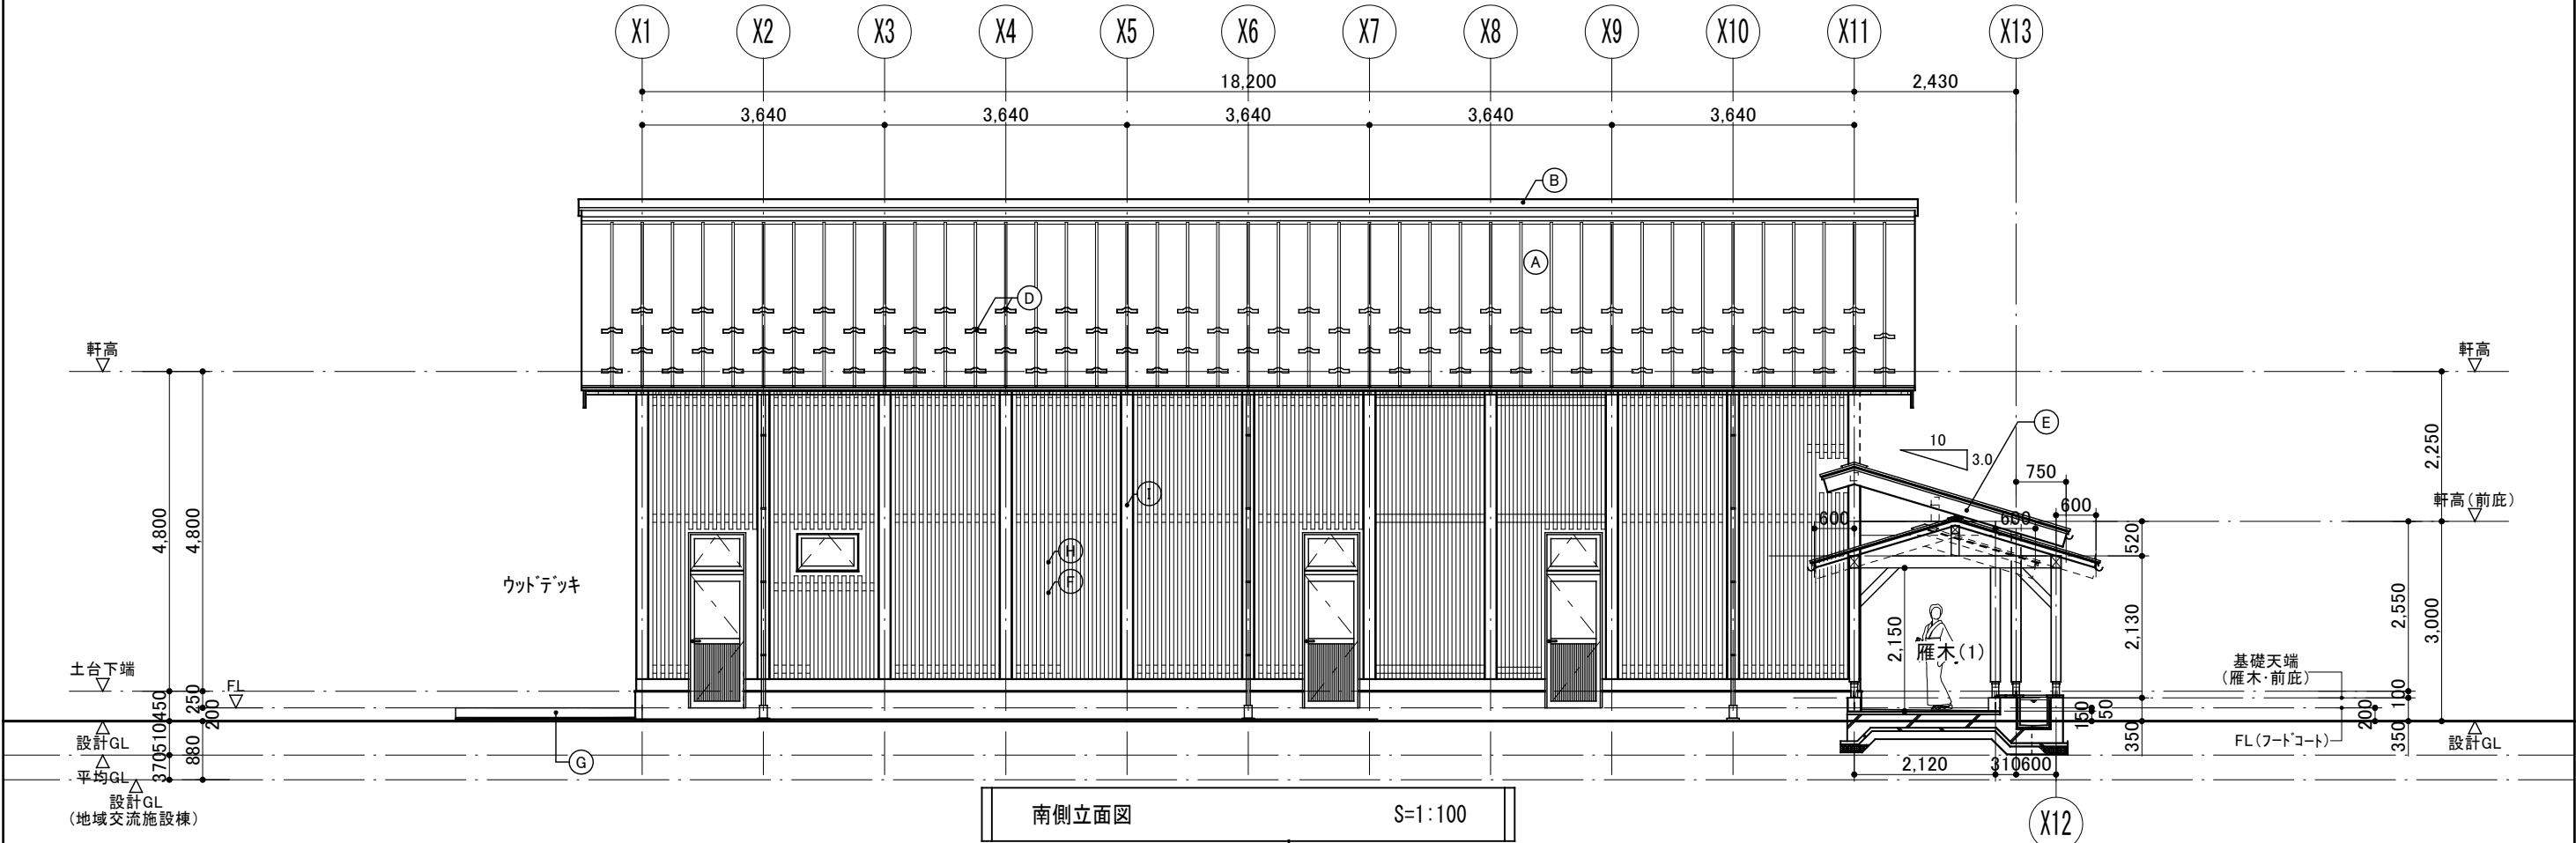 X1 X2 X3 X4 X5 X6 X7 X8 X9 X10 X11 X13
18,200 2,430
3,640 3,640 3,640 3,640 3,640
B
A
D
軒高
軒高
E
10
3.0
750
2,250
I
軒高(前庇)
600
600
600
4,800
4,800
520
H
F
ウッドデッキ
2,550
3,000
2,130
2,150
雁木(1)
土台下端
基礎天端
(雁木・前庇)
FL
450
250
200
100
150
50
200
350
350
設計GL
設計GL
FL(フードコート)
510
880
370
平均GL
G
2,120 310 600
設計GL
(地域交流施設棟)
南側立面図 S=1:100
X12